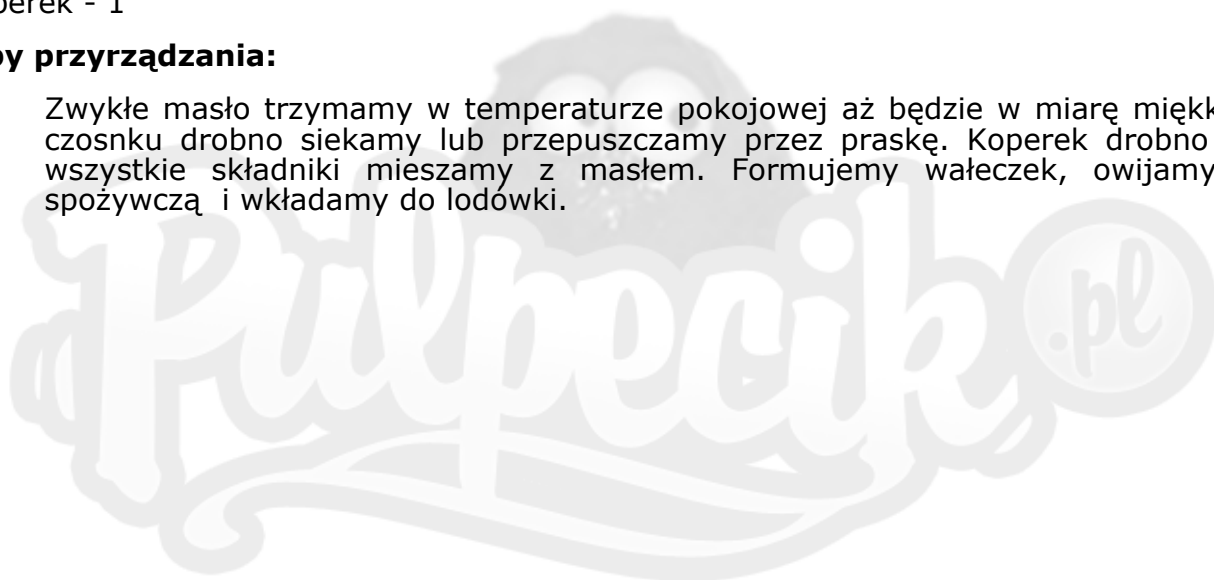 perek - 1
by przyrządzania:
Zwykłe masło trzymamy w temperaturze pokojowej aż będzie w miarę miękk
czosnku drobno siekamy lub przepuszczamy przez praskę. Koperek drobno
wszystkie składniki mieszamy z masłem. Formujemy wałeczek, owijamy
spożywczą i wkładamy do lodówki.
Pulpecik.pl